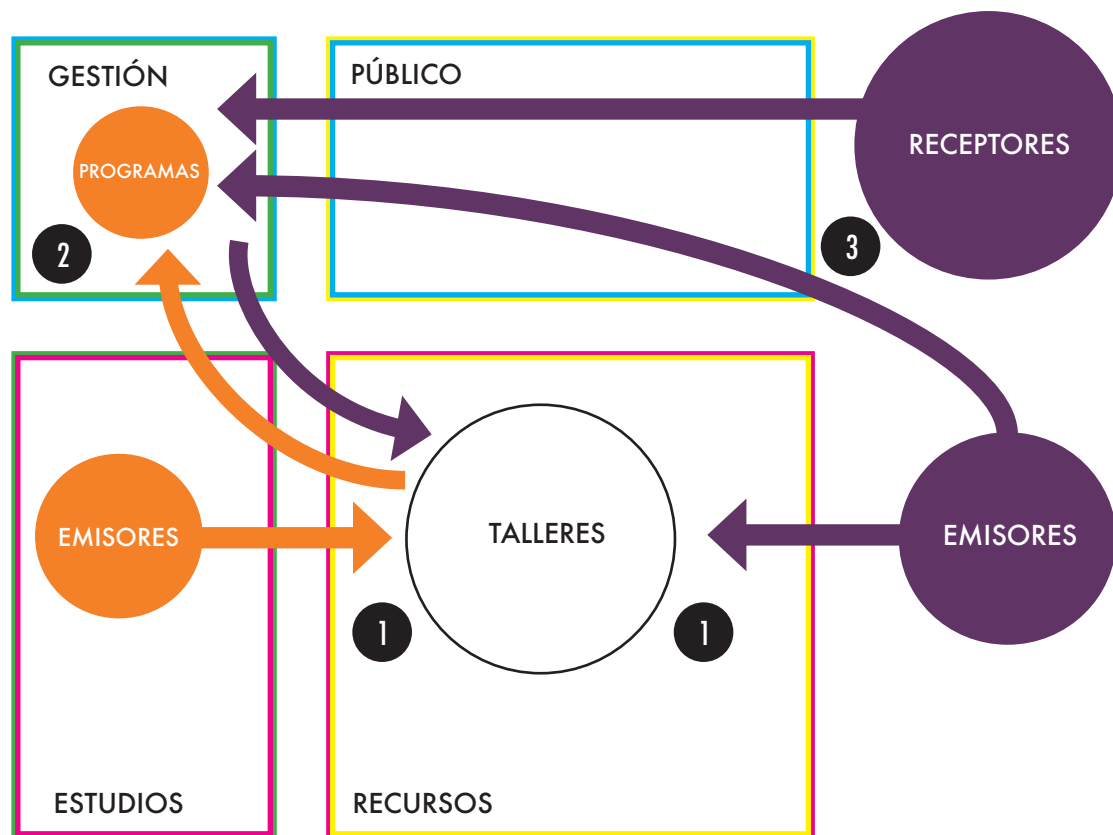 GESTIÓN
PÚBLICO
RECEPTORES
PROGRAMAS
2
3
EMISORES
TALLERES
EMISORES
1
1
ESTUDIOS
RECURSOS